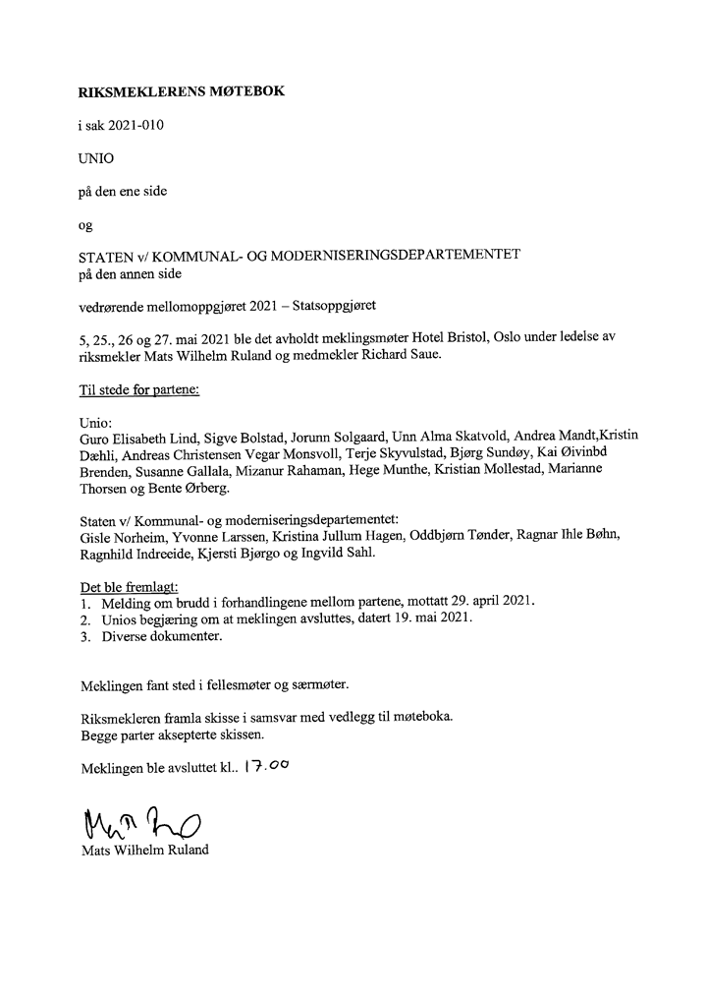 RIKSMEKLERENS MØTEBOK
i sak 2021-010
UNIO
på den ene side
og
STATEN v/ KOMMUNAL- OG MODERNISERINGSDEPARTEMENTET
på den annen side
vedrørende mellomoppgjøret 2021 – Statsoppgjøret
5, 25., 26 og 27. mai 2021 ble det avholdt meklingsmøter Hotel Bristol, Oslo under ledelse av
riksmekler Mats Wilhelm Ruland og medmekler Richard Saue.
Til stede for partene:
Unio:
Guro Elisabeth Lind, Sigve Bolstad, Jorunn Solgaard, Unn Alma Skatvold, Andrea Mandt,Kristin
Dæhli, Andreas Christensen Vegar Monsvoll, Terje Skyvulstad, Bjørg Sundøy, Kai Øivinbd
Brenden, Susanne Gallala, Mizanur Rahaman, Hege Munthe, Kristian Mollestad, Marianne
Thorsen og Bente Ørberg.
Staten v/ Kommunal- og moderniseringsdepartementet:
Gisle Norheim, Yvonne Larssen, Kristina Jullum Hagen, Oddbjørn Tønder, Ragnar Ihle Bøhn,
Ragnhild Indreeide, Kjersti Bjørgo og Ingvild Sahl.
Det ble fremlagt:
1. Melding om brudd i forhandlingene mellom partene, mottatt 29. april 2021.
2. Unios begjæring om at meklingen avsluttes, datert 19. mai 2021.
3. Diverse dokumenter.
Meklingen fant sted i fellesmøter og særmøter.
Riksmekleren framla skisse i samsvar med vedlegg til møteboka.
Begge parter aksepterte skissen.
Meklingen ble avsluttet kl.. 17.00
Mats Wilhelm Ruland